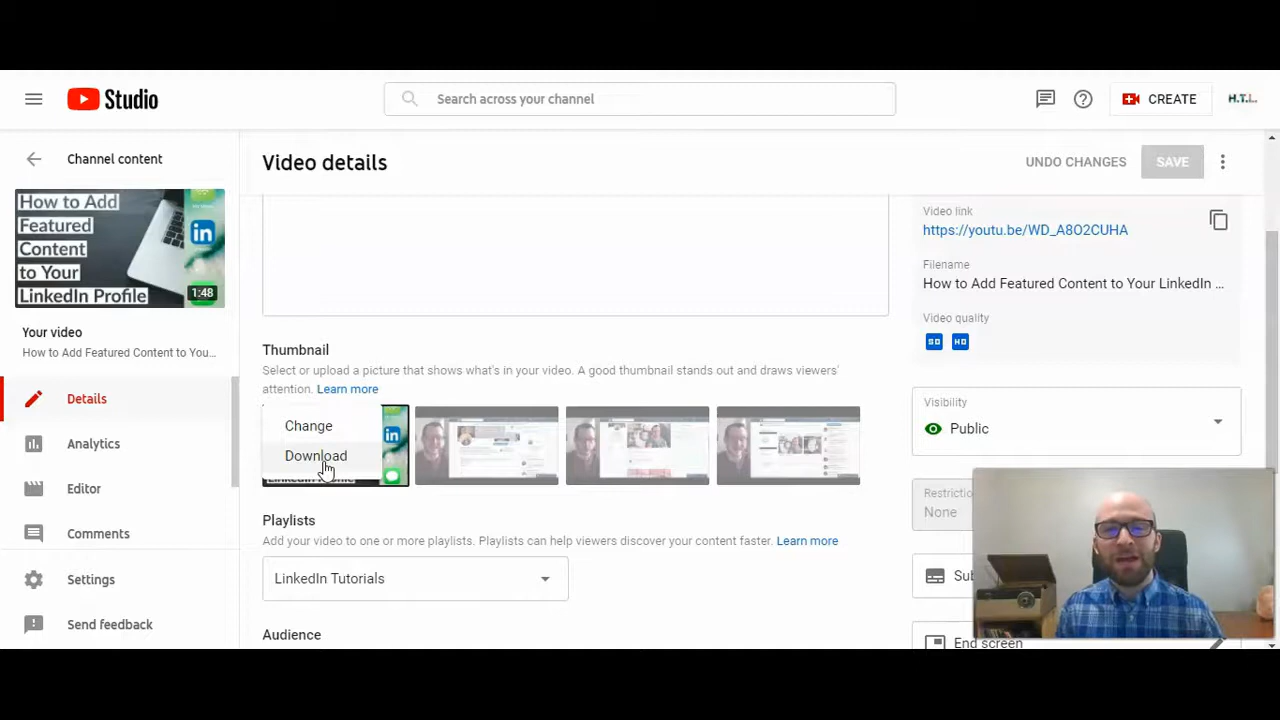 Studio
Search across your channel
CREATE
H.T.L.
Channel content
How to Add
Featured
Content
to Your
LinkedIn Profile
in
1:48
Your video
How to Add Featured Content to You...
Details
Analytics
Editor
Comments
Settings
Send feedback
Video details
UNDO CHANGES
SAVE
Thumbnail
Select or upload a picture that shows what's in your video. A good thumbnail stands out and draws viewers'
attention. Learn more
Change
Download
in
Playlists
Add your video to one or more playlists. Playlists can help viewers discover your content faster. Learn more
LinkedIn Tutorials
Audience
Video link
https://youtu.be/WD_A8O2CUHA
Filename
How to Add Featured Content to Your LinkedIn ...
Video quality
SD HD
Visibility
Public
Restriction
None
Sub
End screen